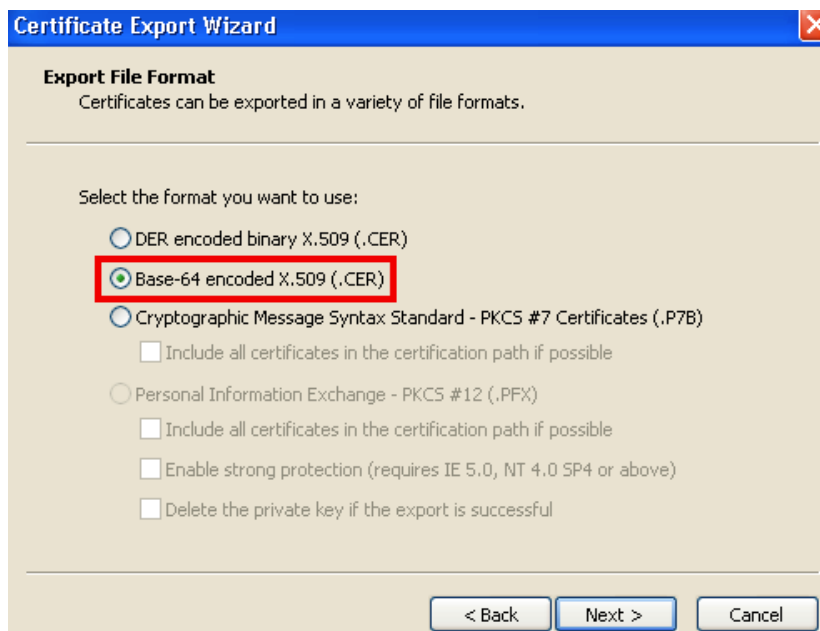 Certificate Export Wizard
Export File Format
Certificates can be exported in a variety of file formats.
Select the format you want to use:
DER encoded binary X.509 (.CER)
Base-64 encoded X.509 (.CER)
Cryptographic Message Syntax Standard - PKCS #7 Certificates (.P7B)
Include all certificates in the certification path if possible
Personal Information Exchange - PKCS #12 (.PFX)
Include all certificates in the certification path if possible
Enable strong protection (requires IE 5.0, NT 4.0 SP4 or above)
Delete the private key if the export is successful
< Back Next > Cancel